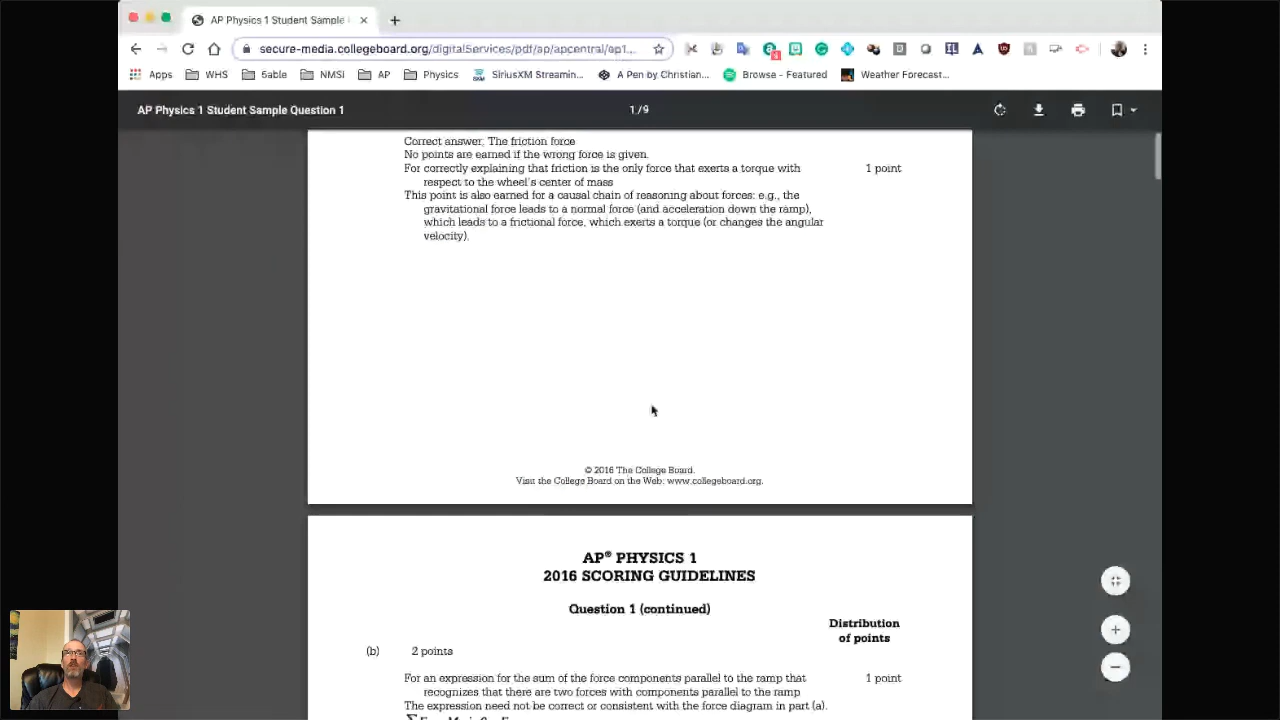 AP Physics 1 Student Sample
secure-media.collegeboard.org/digitalServices/pdf/ap/apcentral/ap1...
Apps WHS 5able NMSI AP Physics SiriusXM Streamin... A Pen by Christian... Browse - Featured Weather Forecast...
AP Physics 1 Student Sample Question 1 1 / 9
Correct answer: The friction force
No points are earned if the wrong force is given.
For correctly explaining that friction is the only force that exerts a torque with 1 point
respect to the wheel's center of mass
This point is also earned for a causal chain of reasoning about forces: e.g., the
gravitational force leads to a normal force (and acceleration down the ramp),
which leads to a frictional force, which exerts a torque (or changes the angular
velocity).
© 2016 The College Board.
Visit the College Board on the Web: www.collegeboard.org.
AP® PHYSICS 1
2016 SCORING GUIDELINES
Question 1 (continued)
Distribution
of points
(b) 2 points
For an expression for the sum of the force components parallel to the ramp that 1 point
recognizes that there are two forces with components parallel to the ramp
The expression need not be correct or consistent with the force diagram in part (a).